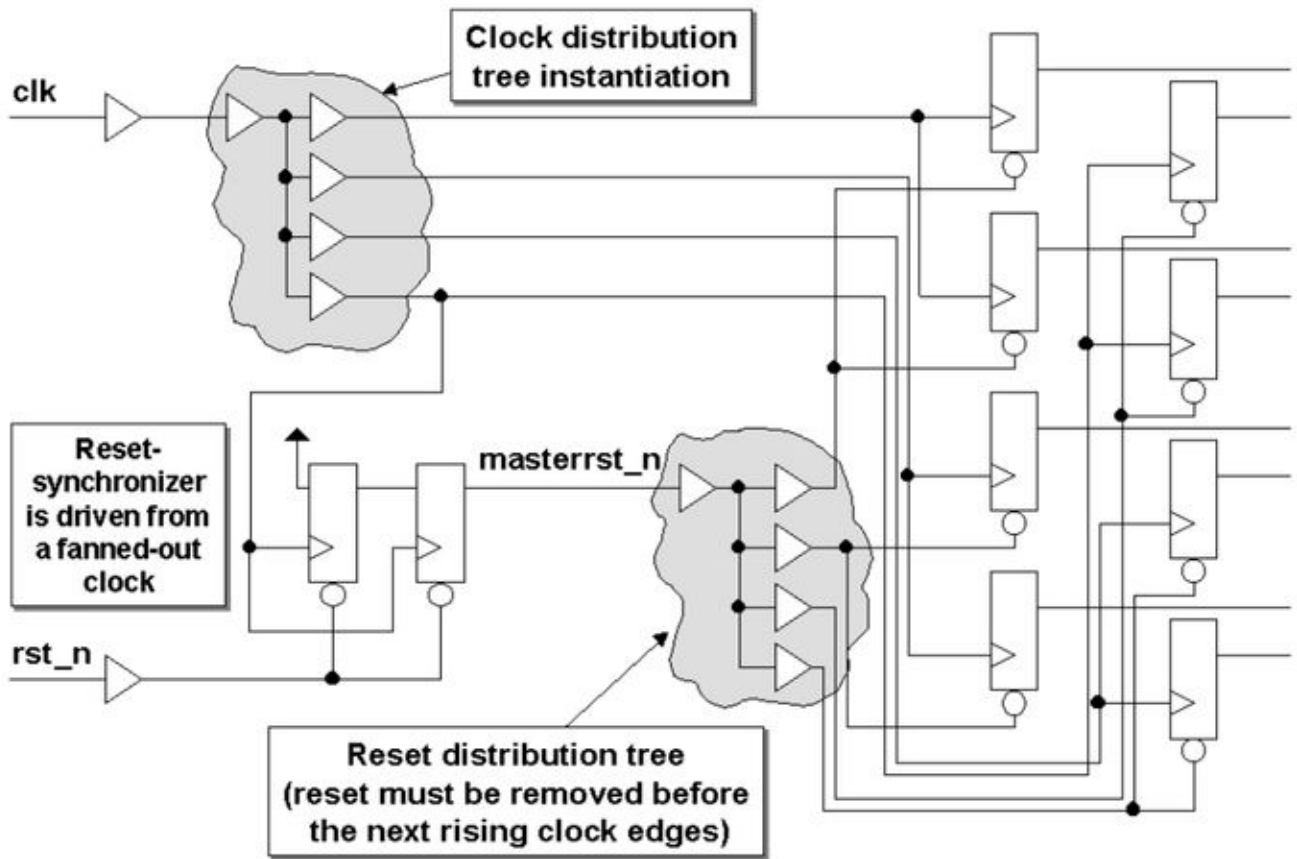 Clock distribution
tree instantiation
clk
Reset-
synchronizer
is driven from
a fanned-out
clock
masterrst_n
rst_n
Reset distribution tree
(reset must be removed before
the next rising clock edges)